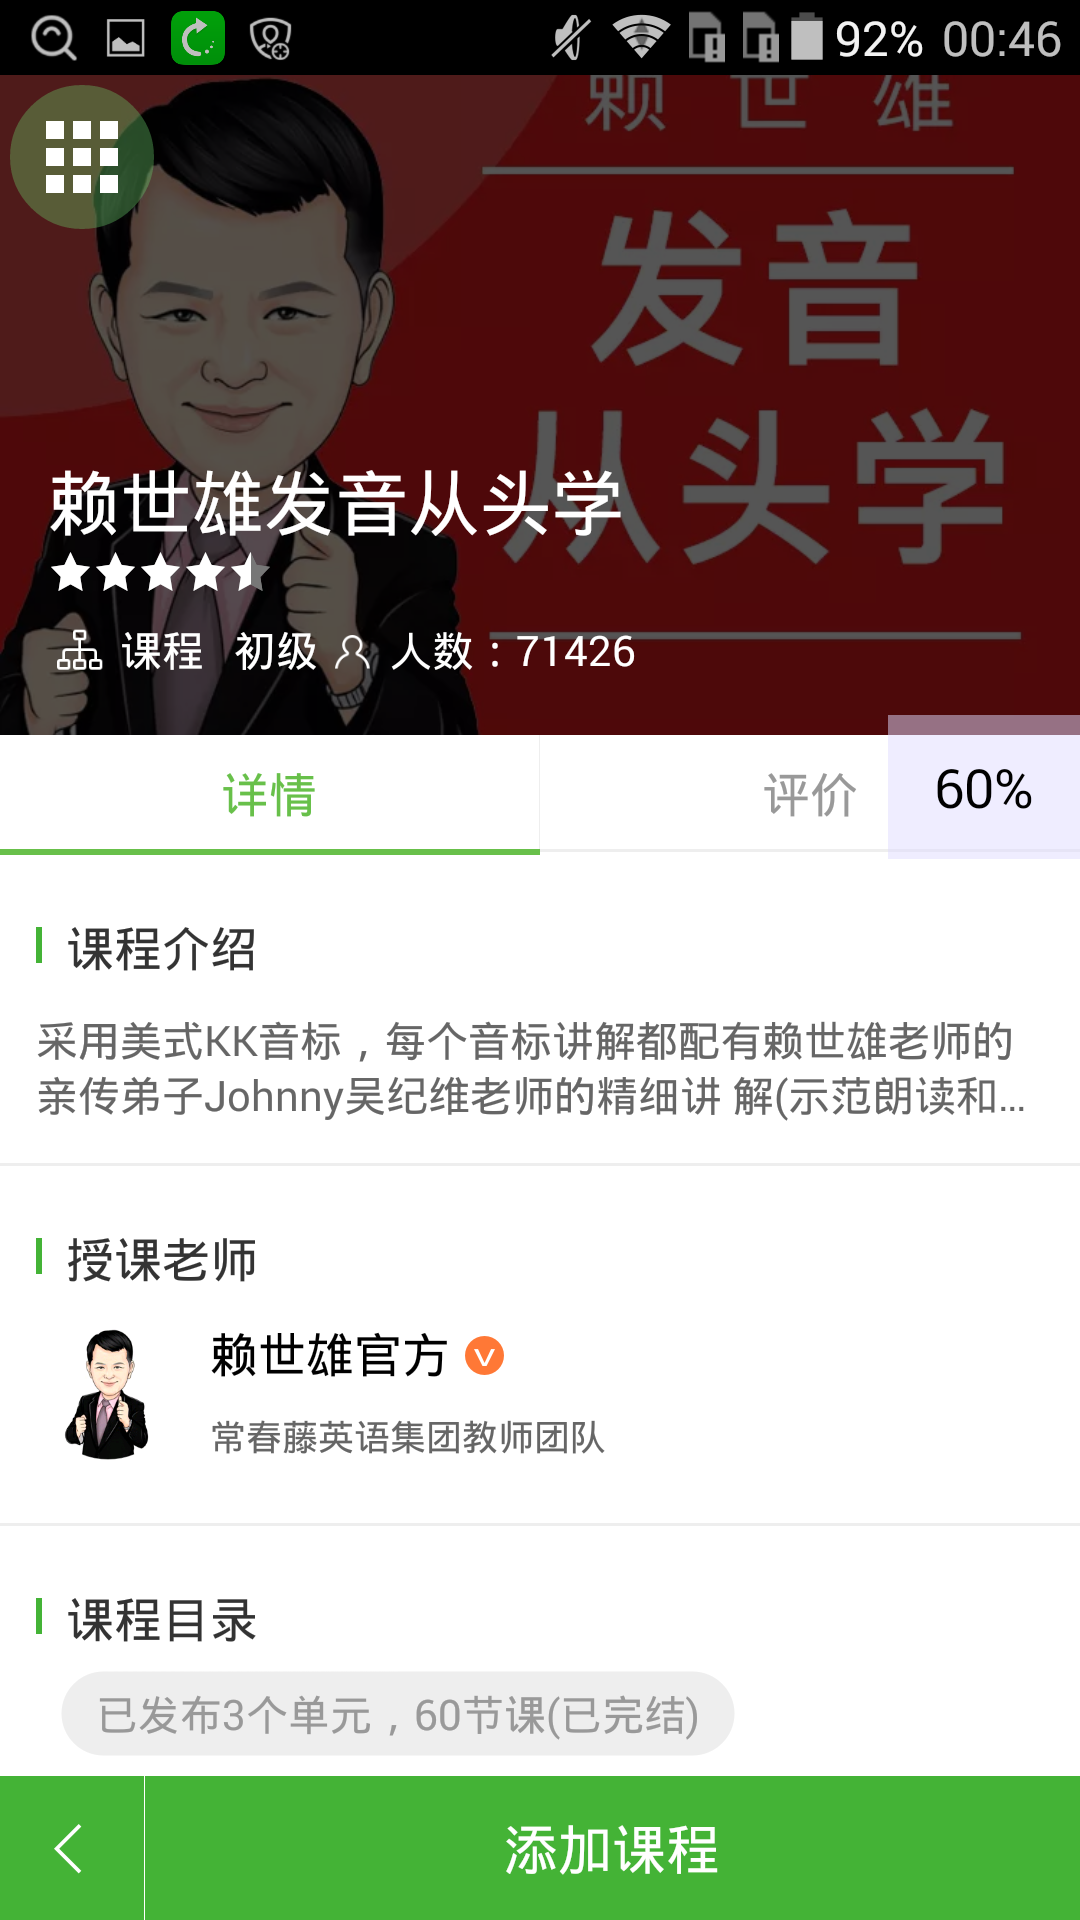 92% 00:46
赖世雄
发音
从头学
赖世雄发音从头学
课程 初级 人数：71426
详情
评价
60%
课程介绍
采用美式KK音标，每个音标讲解都配有赖世雄老师的
亲传弟子Johnny吴纪维老师的精细讲 解(示范朗读和...
授课老师
赖世雄官方
常春藤英语集团教师团队
课程目录
已发布3个单元，60节课(已完结)
添加课程